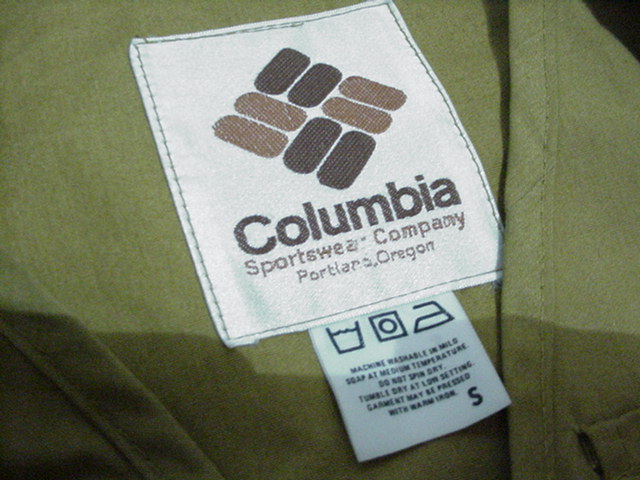 Columbia
Sportswear Company
Portland, Oregon
MACHINE WASHABLE IN MILD
SOAP AT MEDIUM TEMPERATURE.
DO NOT SPIN DRY.
TUMBLE DRY AT LOW SETTING.
GARMENT MAY BE PRESSED
WITH WARM IRON.
S